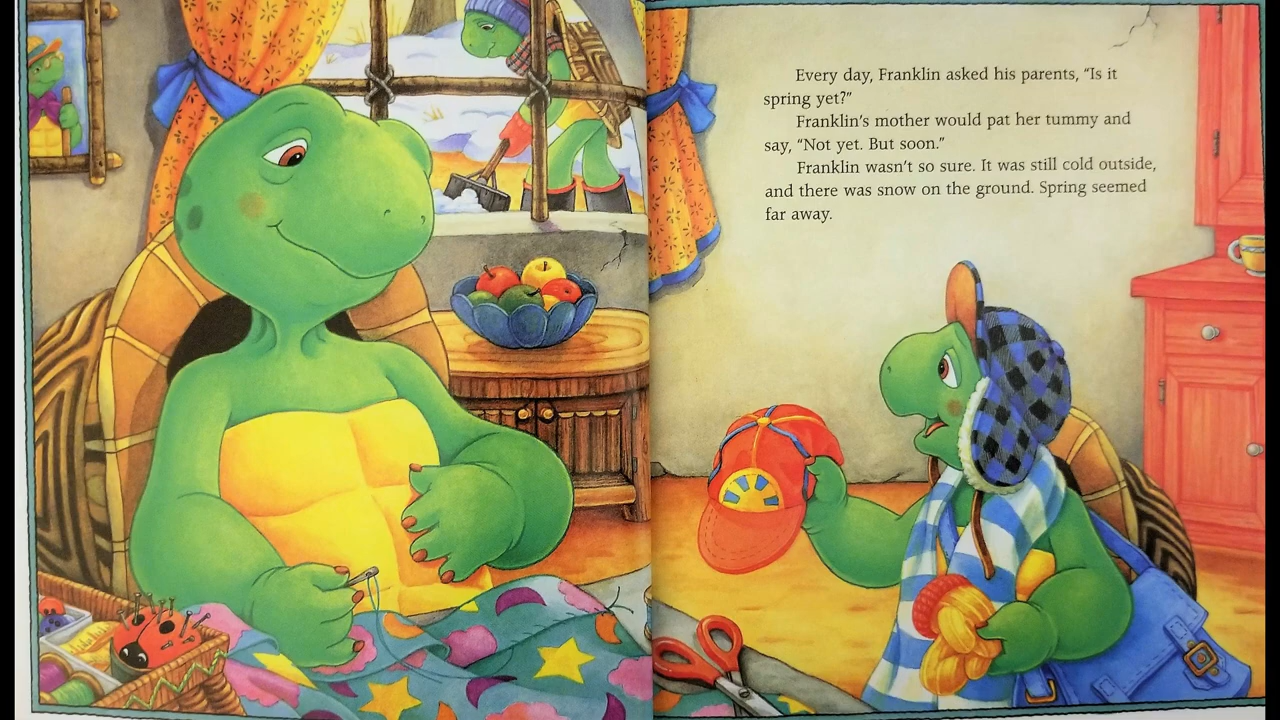 Every day, Franklin asked his parents, “Is it
spring yet?”
Franklin’s mother would pat her tummy and
say, “Not yet. But soon.”
Franklin wasn’t so sure. It was still cold outside,
and there was snow on the ground. Spring seemed
far away.